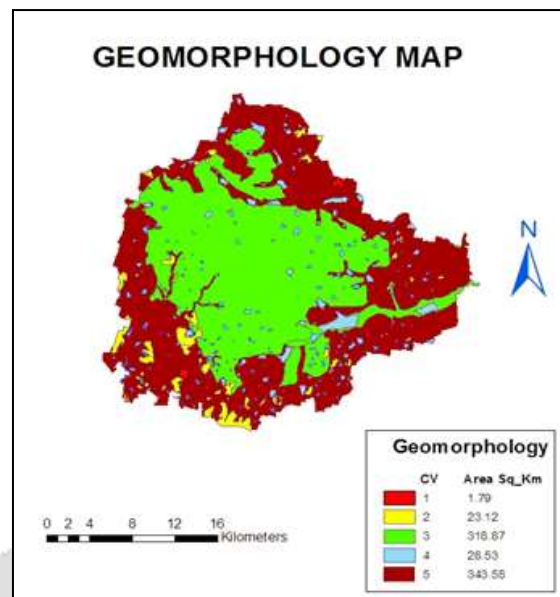 GEOMORPHOLOGY MAP
N
Geomorphology
CV Area Sq_Km
1 1.79
2 23.12
3 318.87
4 28.53
5 343.58
0 2 4 8 12 16
Kilometers